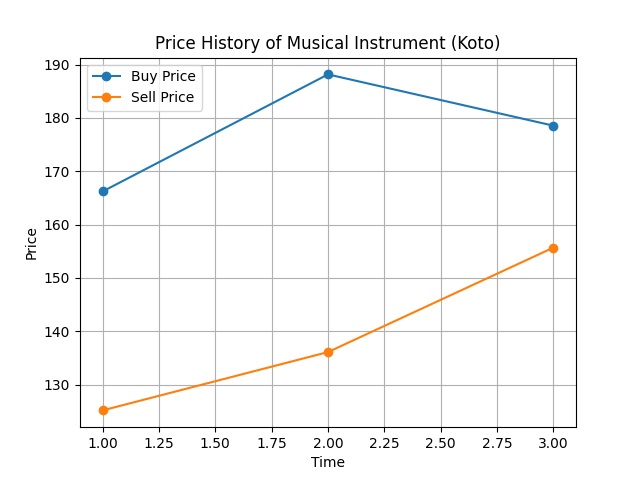 Price History of Musical Instrument (Koto)
Buy Price
Sell Price
190
180
170
160
150
140
130
Price
1.00 1.25 1.50 1.75 2.00 2.25 2.50 2.75 3.00
Time